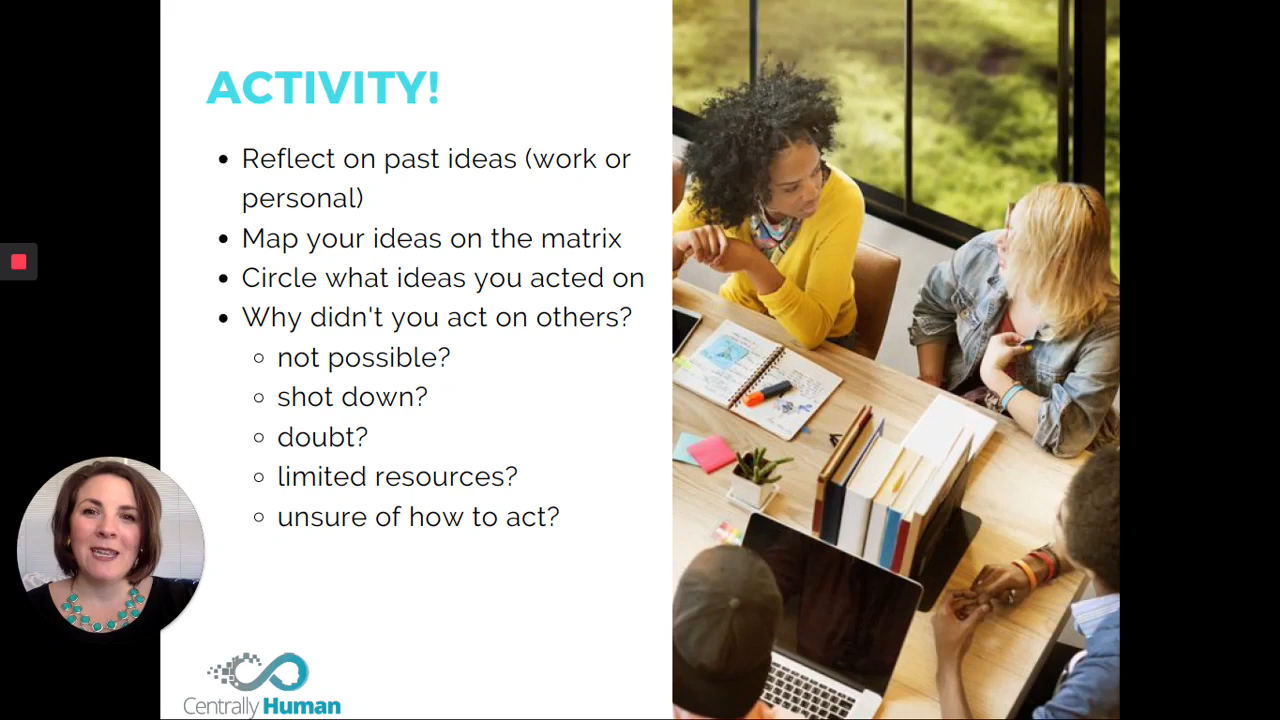 ACTIVITY!
Reflect on past ideas (work or
personal)
Map your ideas on the matrix
Circle what ideas you acted on
Why didn't you act on others?
not possible?
shot down?
doubt?
limited resources?
unsure of how to act?
Centrally Human